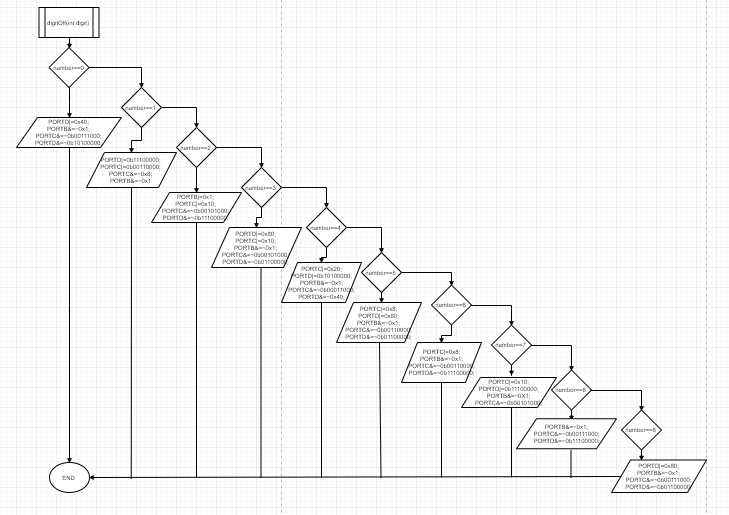 digitOff(int digit)
number==0
number==1
PORTD|=0x40;
PORTB&=~0x1;
PORTC&=~0b00111000;
PORTD&=~0b10100000;
number==2
PORTD|=0b11100000;
PORTC|=0b00110000;
PORTC&=~0x8;
PORTB&=~0x1
number==3
PORTB|=0x1;
PORTC|=0x10;
PORTC&=~0b00101000;
PORTD&=~0b11100000;
number==4
PORTD|=0x80;
PORTC|=0x10;
PORTB&=~0x1;
PORTC&=~0b00101000;
PORTD&=~0b01100000;
number==5
PORTC|=0x20;
PORTD|=0b10100000;
PORTB&=~0x1;
PORTC&=~0b00011000;
PORTD&=~0x40;
number==6
PORTC|=0x8;
PORTD|=0x80;
PORTB&=~0x1;
PORTC&=~0b00110000;
PORTD&=~0b01100000;
number==7
PORTC|=0x8;
PORTB&=~0x1;
PORTC&=~0b00110000;
PORTD&=~0b11100000;
number==8
PORTC|=0x10;
PORTD|=0b11100000;
PORTB&=~0X1;
PORTC&=~0b00101000;
number==8
PORTB&=~0x1;
PORTC&=~0b00111000;
PORTD&=~0b11100000;
PORTD|=0x80;
PORTB&=~0x1;
PORTC&=~0b00111000;
PORTD&=~0b01100000;
END